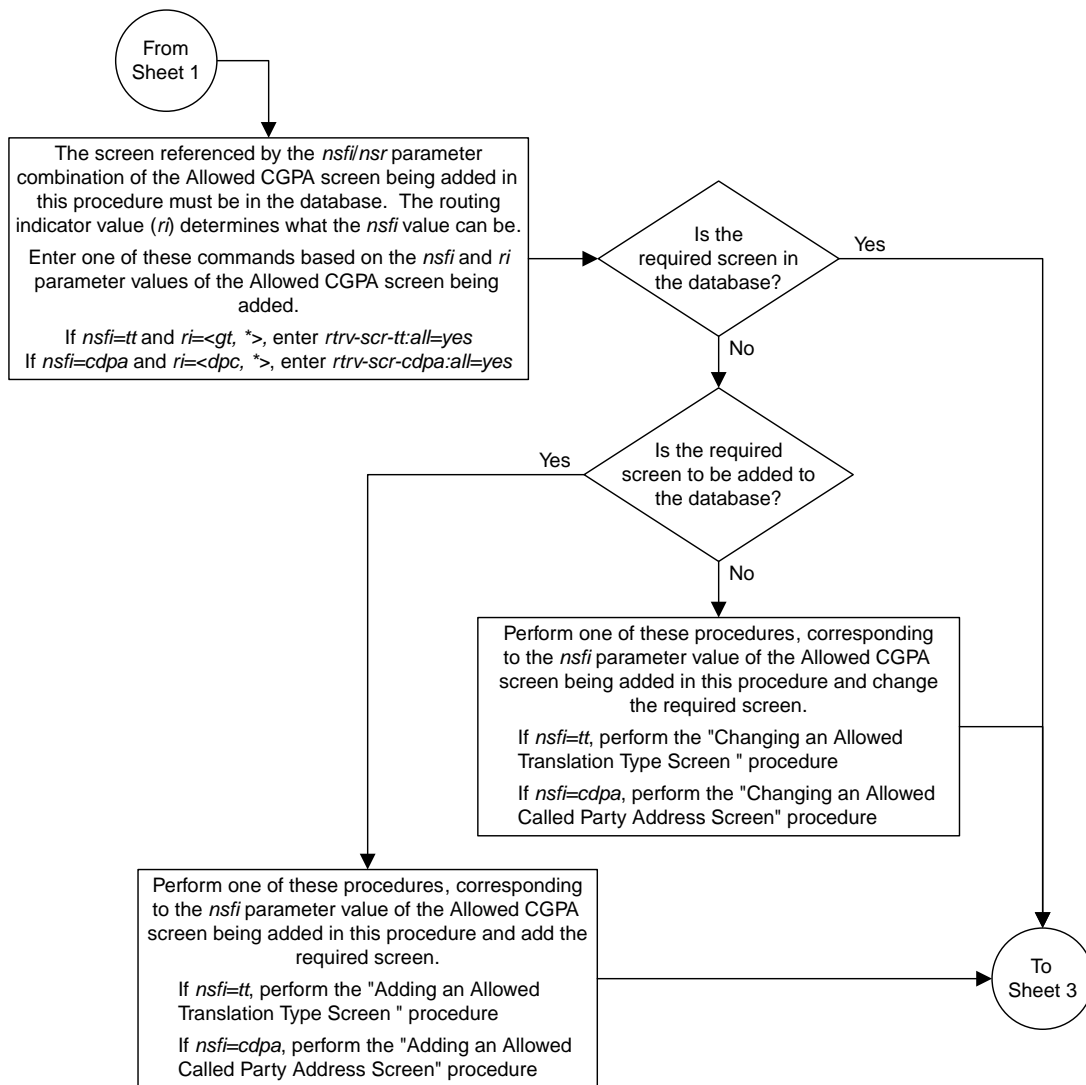 From
Sheet 1
The screen referenced by the nsfi/nsr parameter
combination of the Allowed CGPA screen being added in
this procedure must be in the database.  The routing
indicator value (ri) determines what the nsfi value can be.
Enter one of these commands based on the nsfi and ri
parameter values of the Allowed CGPA screen being
added.
If nsfi=tt and ri=<gt, *>, enter rtrv-scr-tt:all=yes
If nsfi=cdpa and ri=<dpc, *>, enter rtrv-scr-cdpa:all=yes
Is the
required screen in
the database?
Yes
No
Is the required
screen to be added to
the database?
Yes
No
Perform one of these procedures, corresponding
to the nsfi parameter value of the Allowed CGPA
screen being added in this procedure and change
the required screen.
If nsfi=tt, perform the "Changing an Allowed
Translation Type Screen " procedure
If nsfi=cdpa, perform the "Changing an Allowed
Called Party Address Screen" procedure
Perform one of these procedures, corresponding
to the nsfi parameter value of the Allowed CGPA
screen being added in this procedure and add the
required screen.
If nsfi=tt, perform the "Adding an Allowed
Translation Type Screen " procedure
If nsfi=cdpa, perform the "Adding an Allowed
Called Party Address Screen" procedure
To
Sheet 3